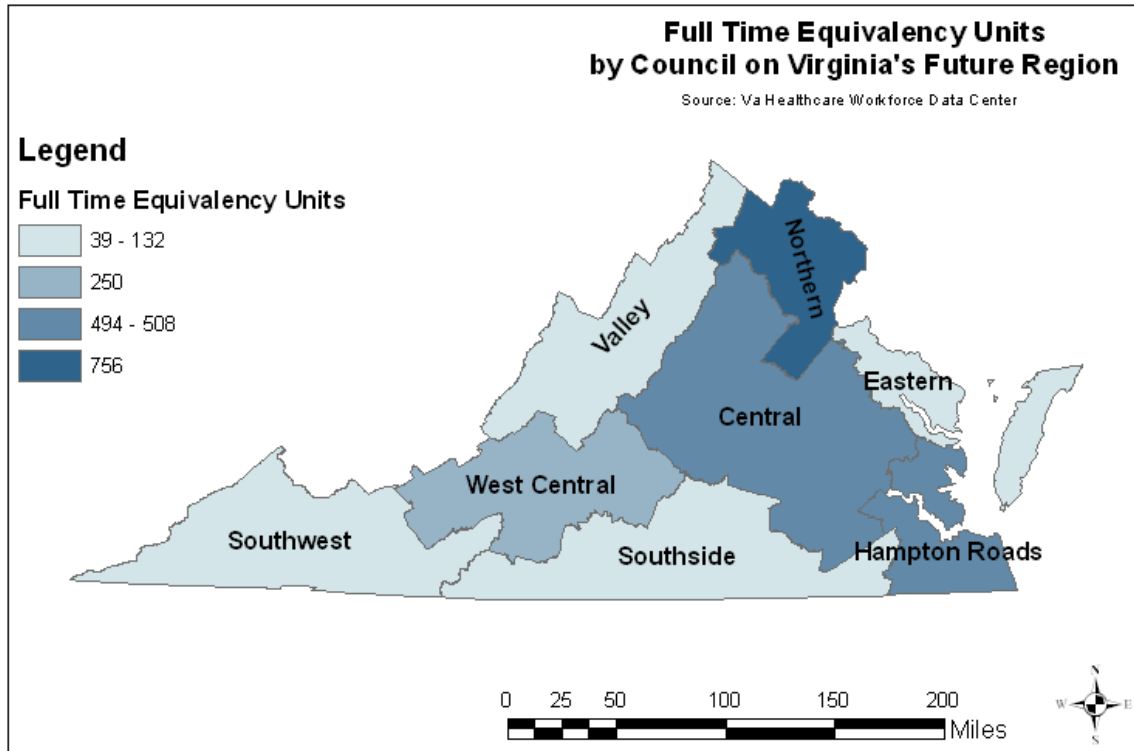 Full Time Equivalency Units
by Council on Virginia's Future Region
Source: Va Healthcare Workforce Data Center
Legend
Full Time Equivalency Units
39 - 132
250
494 - 508
756
Northern
Valley
Eastern
Central
West Central
Southwest
Southside
Hampton Roads
0 25 50 100 150 200
Miles
N
W E
S